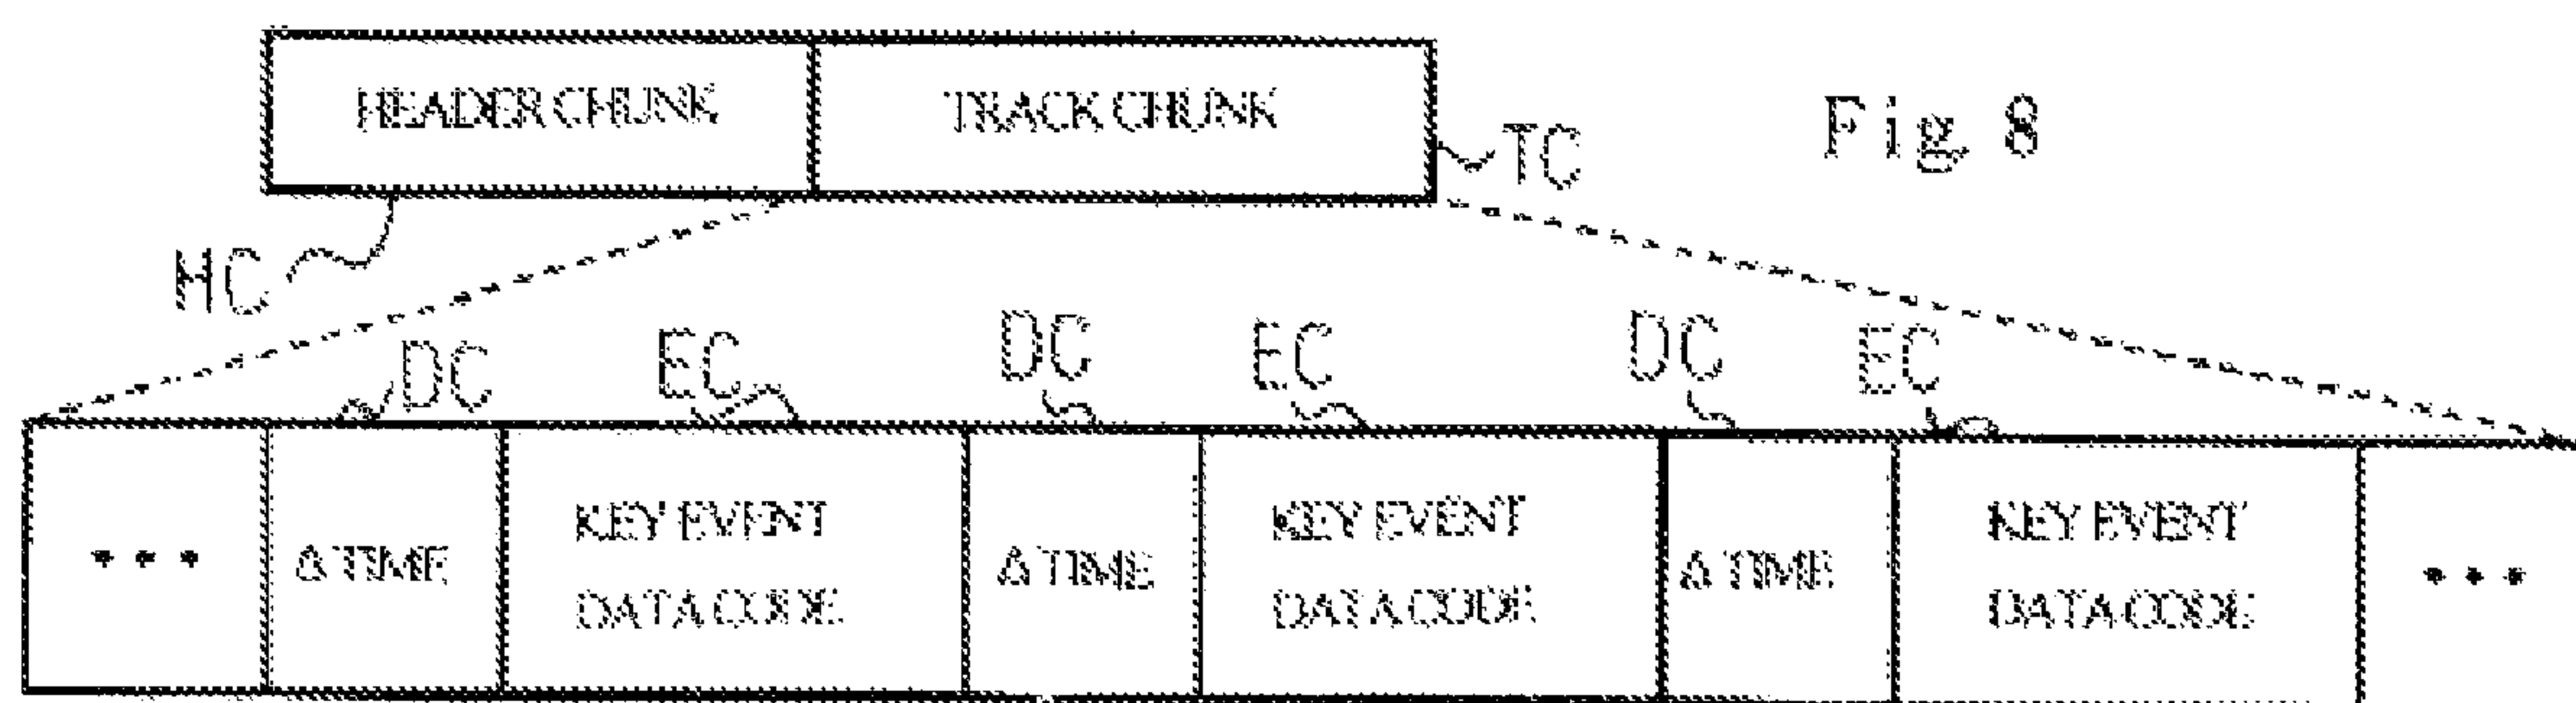 HEADER CHUNK
TRACK CHUNK
TC
Fig. 8
HC
DC
EC
DC
EC
DC
EC
•••
Δ TIME
KEY EVENT
DATA CODE
Δ TIME
KEY EVENT
DATA CODE
Δ TIME
KEY EVENT
DATA CODE
•••